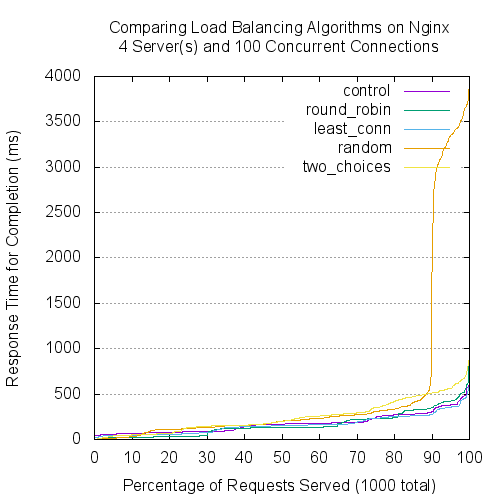 Comparing Load Balancing Algorithms on Nginx
4 Server(s) and 100 Concurrent Connections
4000
3500
3000
2500
2000
1500
1000
500
0
Response Time for Completion (ms)
control
round_robin
least_conn
random
two_choices
0 10 20 30 40 50 60 70 80 90 100
Percentage of Requests Served (1000 total)